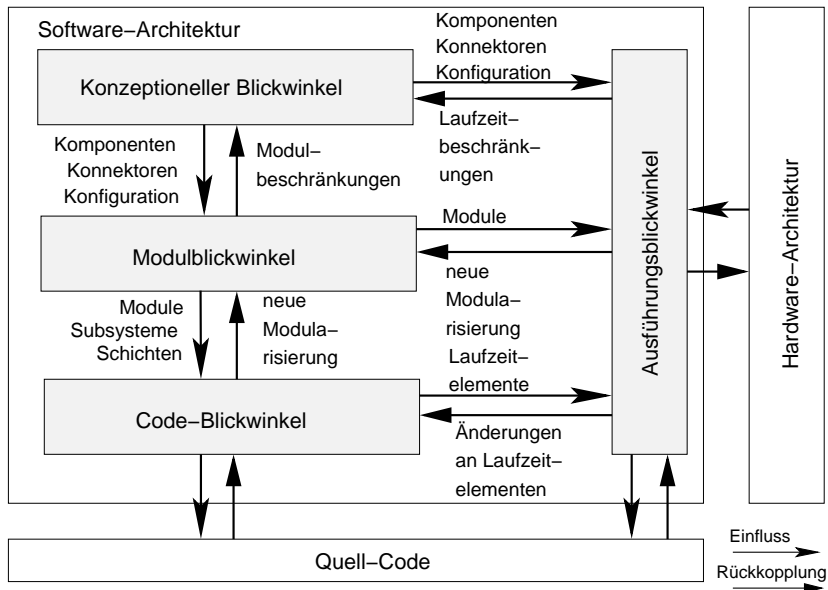 Software−Architektur
Komponenten
Konnektoren
Konfiguration
Konzeptioneller Blickwinkel
Laufzeit−
beschränk−
ungen
Komponenten
Konnektoren
Konfiguration
Modul−
beschränkungen
Module
Modulblickwinkel
neue
Modula−
risierung
Module
Subsysteme
Schichten
neue
Modula−
risierung
Laufzeit−
elemente
Code−Blickwinkel
Änderungen
an Laufzeit−
elementen
Ausführungsblickwinkel
Hardware−Architektur
Quell−Code
Einfluss
Rückkopplung